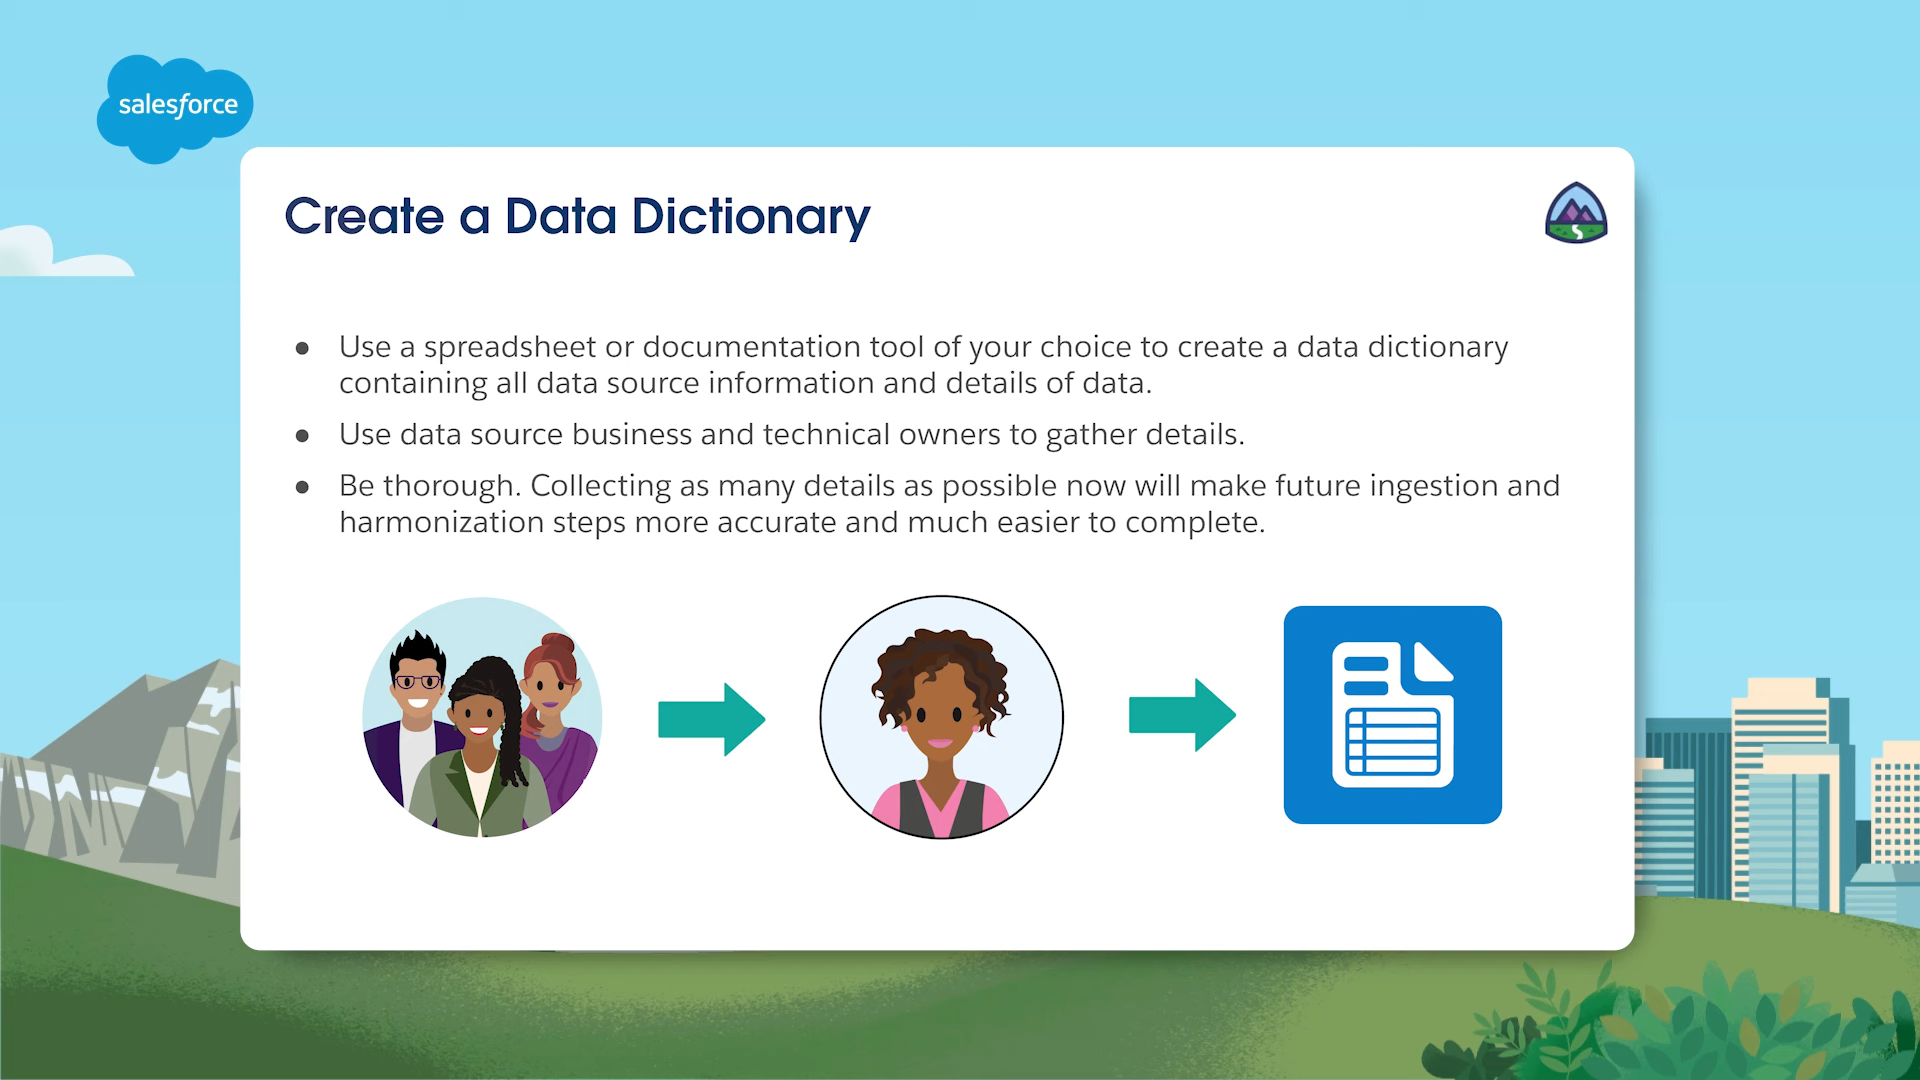 salesforce
Create a Data Dictionary
● Use a spreadsheet or documentation tool of your choice to create a data dictionary
containing all data source information and details of data.
● Use data source business and technical owners to gather details.
● Be thorough. Collecting as many details as possible now will make future ingestion and
harmonization steps more accurate and much easier to complete.